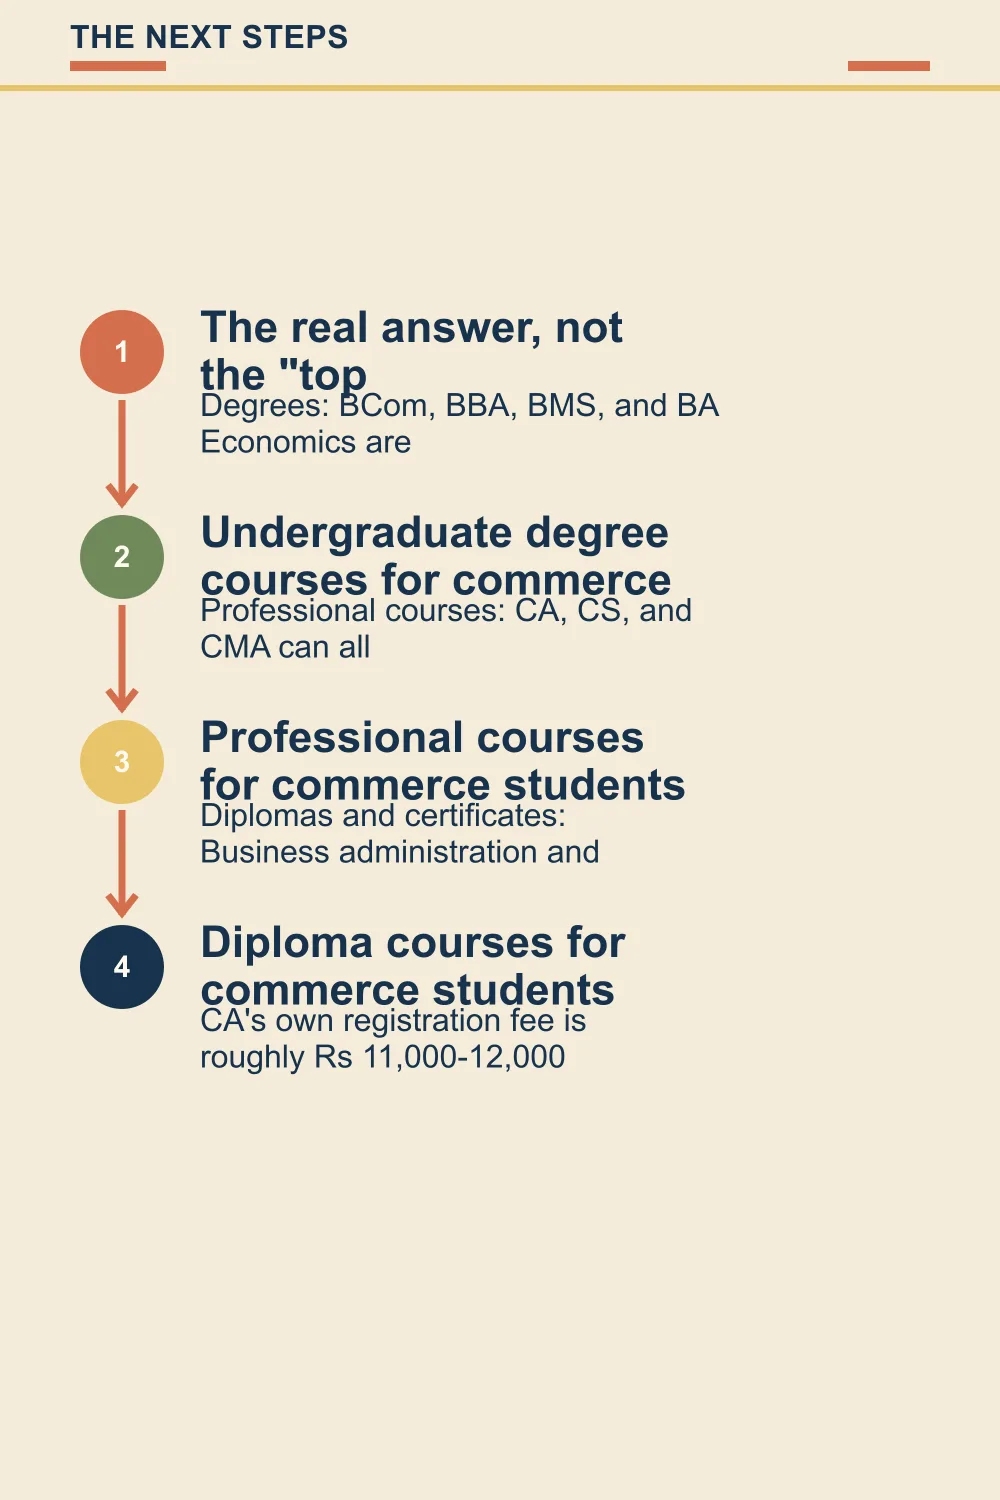 THE NEXT STEPS
1
The real answer, not
the "top
Degrees: BCom, BBA, BMS, and BA
Economics are
2
Undergraduate degree
courses for commerce
Professional courses: CA, CS, and
CMA can all
3
Professional courses
for commerce students
Diplomas and certificates:
Business administration and
4
Diploma courses for
commerce students
CA's own registration fee is
roughly Rs 11,000-12,000